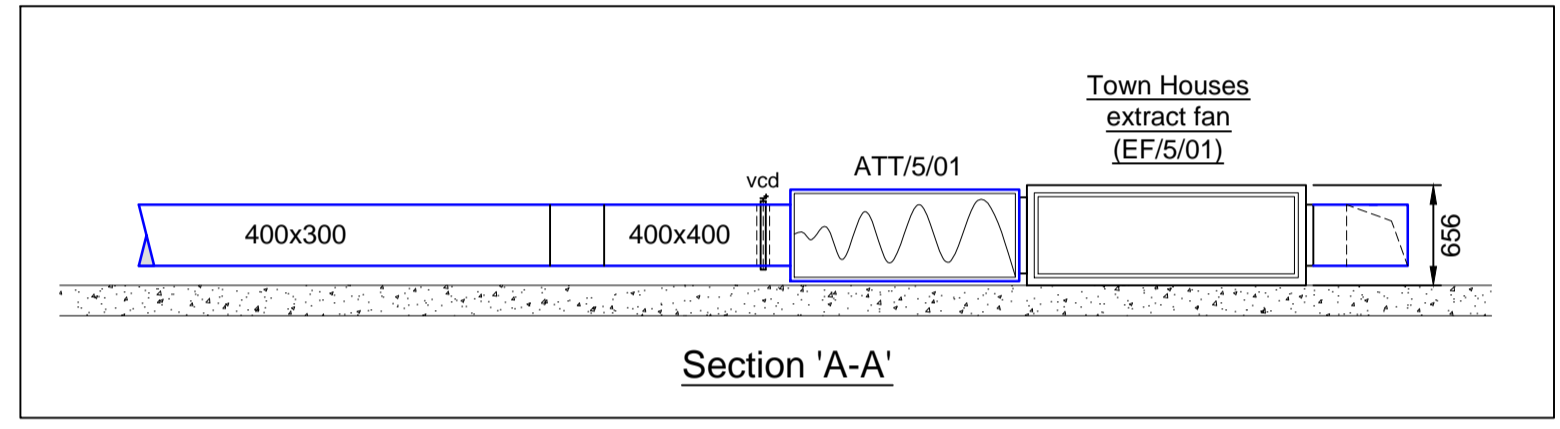 Town Houses
extract fan
(EF/5/01)
ATT/5/01
vcd
400x300
400x400
656
Section 'A-A'